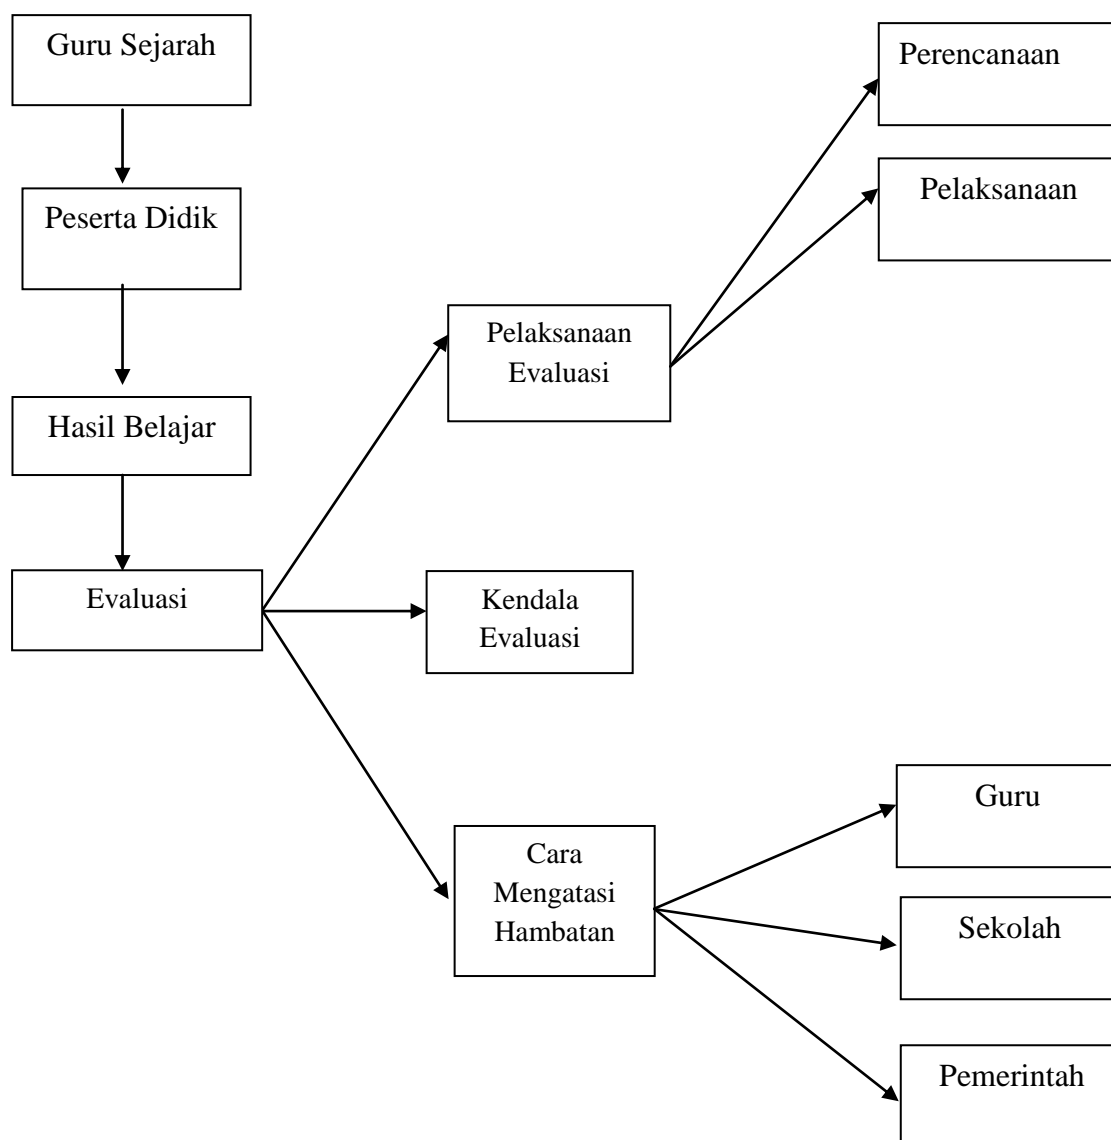 Guru Sejarah
Peserta Didik
Hasil Belajar
Evaluasi
Pelaksanaan
Evaluasi
Kendala
Evaluasi
Cara
Mengatasi
Hambatan
Perencanaan
Pelaksanaan
Guru
Sekolah
Pemerintah